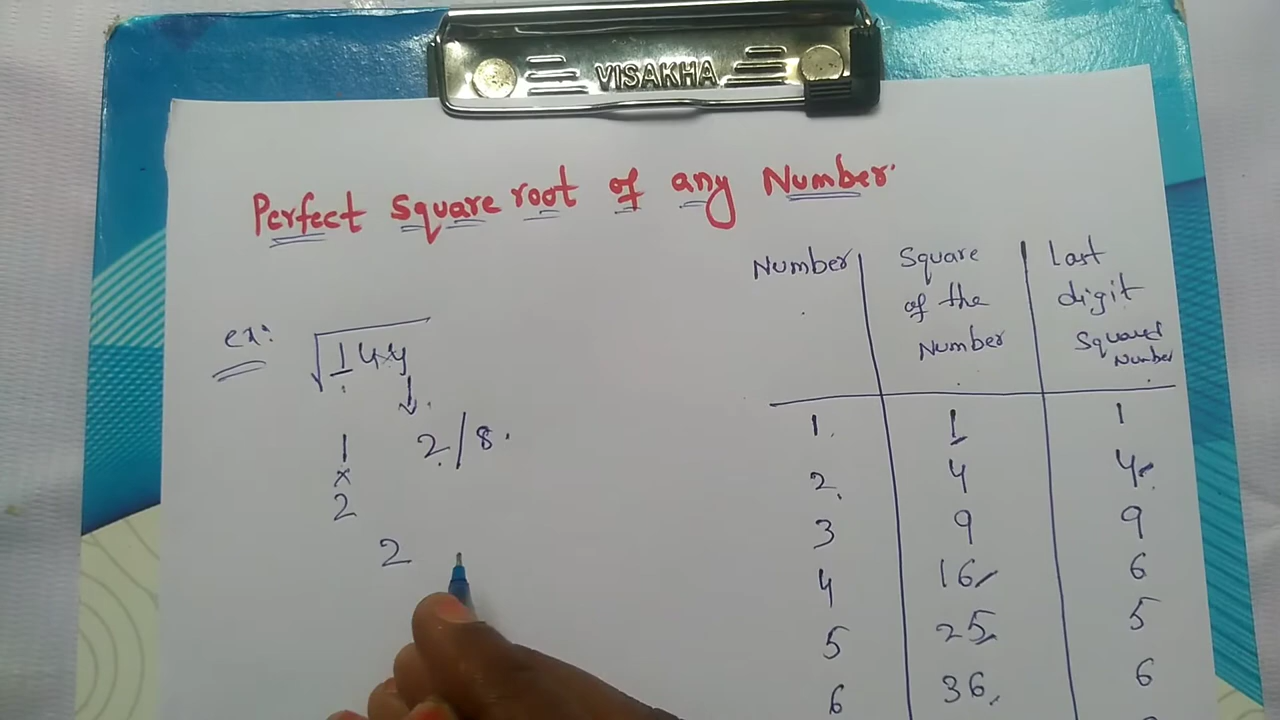 VISAKHA
Perfect square root of any Number
Number
Square
of the
Number
Last
digit
Squared
Number
ex: √144
1 2/8.
x
2
2
1. 1 1
2 4 4
3 9 9
4 16 6
5 25 5
6 36 6